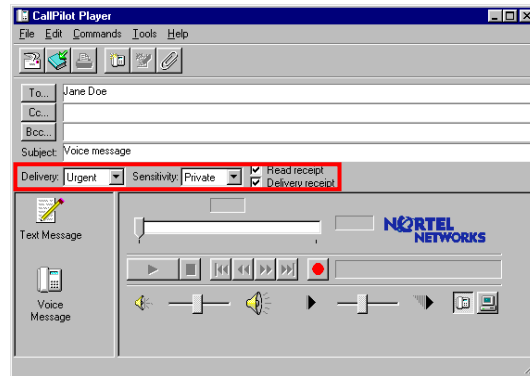 CallPilot Player
File Edit Commands Tools Help
To... Jane Doe
Cc...
Bcc...
Subject: Voice message
Delivery: Urgent Sensitivity: Private Read receipt
Delivery receipt
Text Message
NORTEL
NETWORKS
Voice
Message